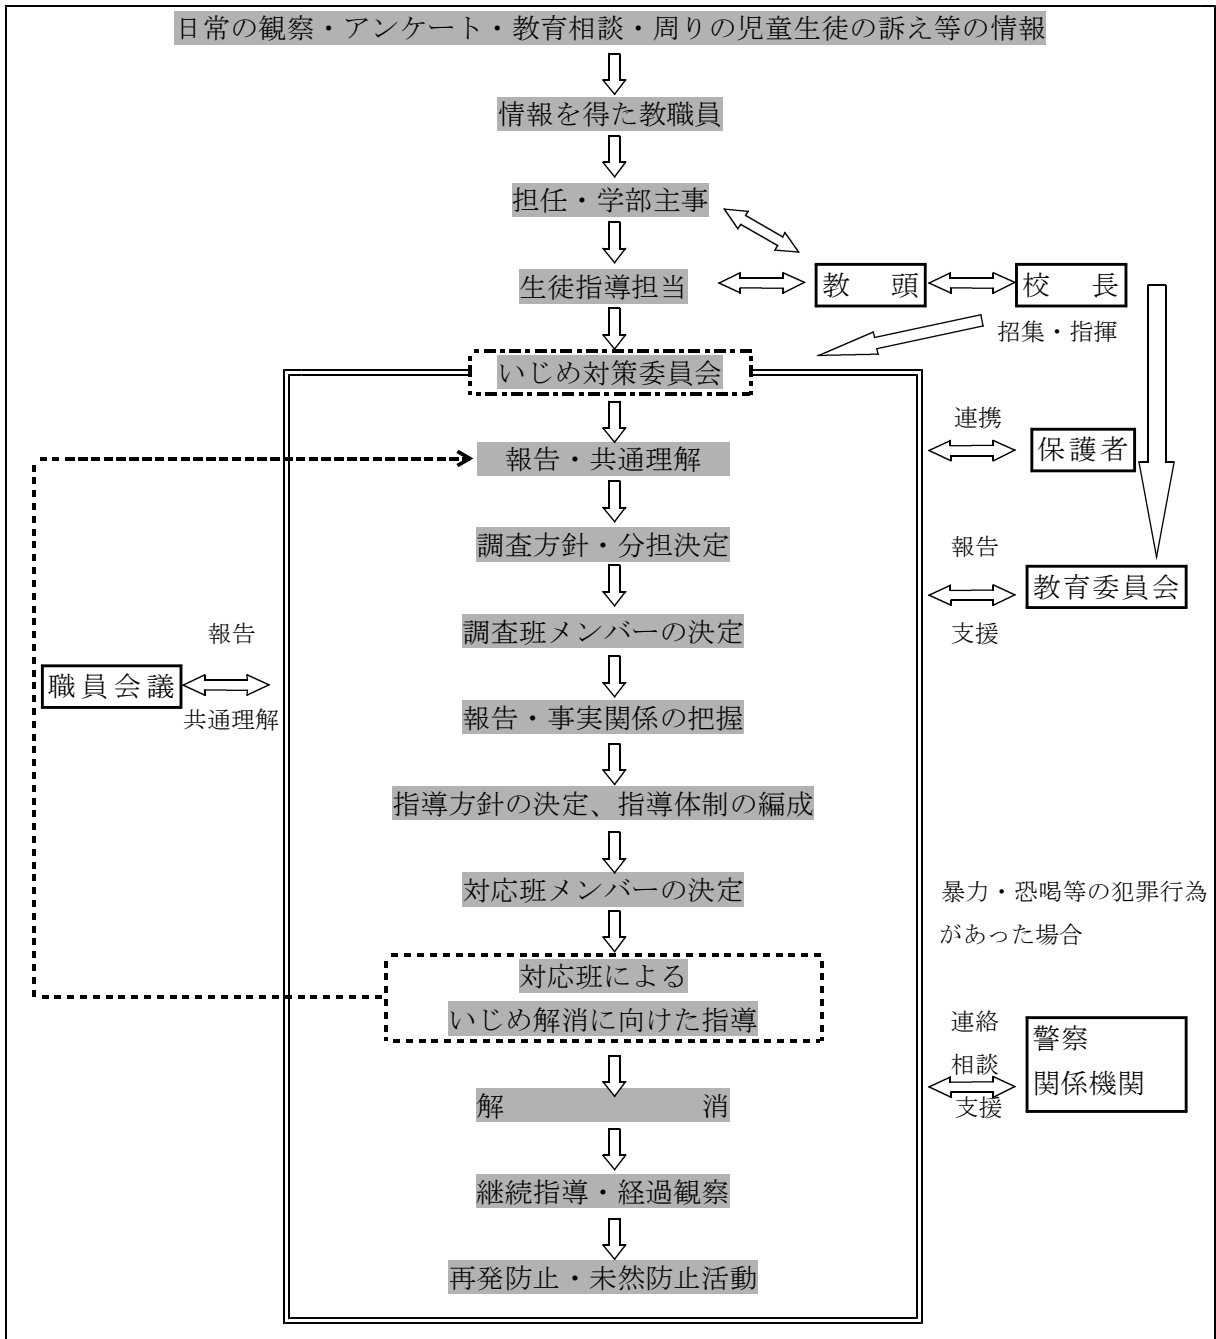 日常の観察・アンケート・教育相談・周りの児童生徒の訴え等の情報
情報を得た教職員
担任・学部主事
生徒指導担当
教　頭
校　長
招集・指揮
いじめ対策委員会
連携
報告・共通理解
保護者
調査方針・分担決定
報告
教育委員会
支援
調査班メンバーの決定
報告
職員会議
共通理解
報告・事実関係の把握
指導方針の決定、指導体制の編成
対応班メンバーの決定
暴力・恐喝等の犯罪行為
があった場合
対応班による
いじめ解消に向けた指導
連絡
相談
支援
警察
関係機関
解　消
継続指導・経過観察
再発防止・未然防止活動